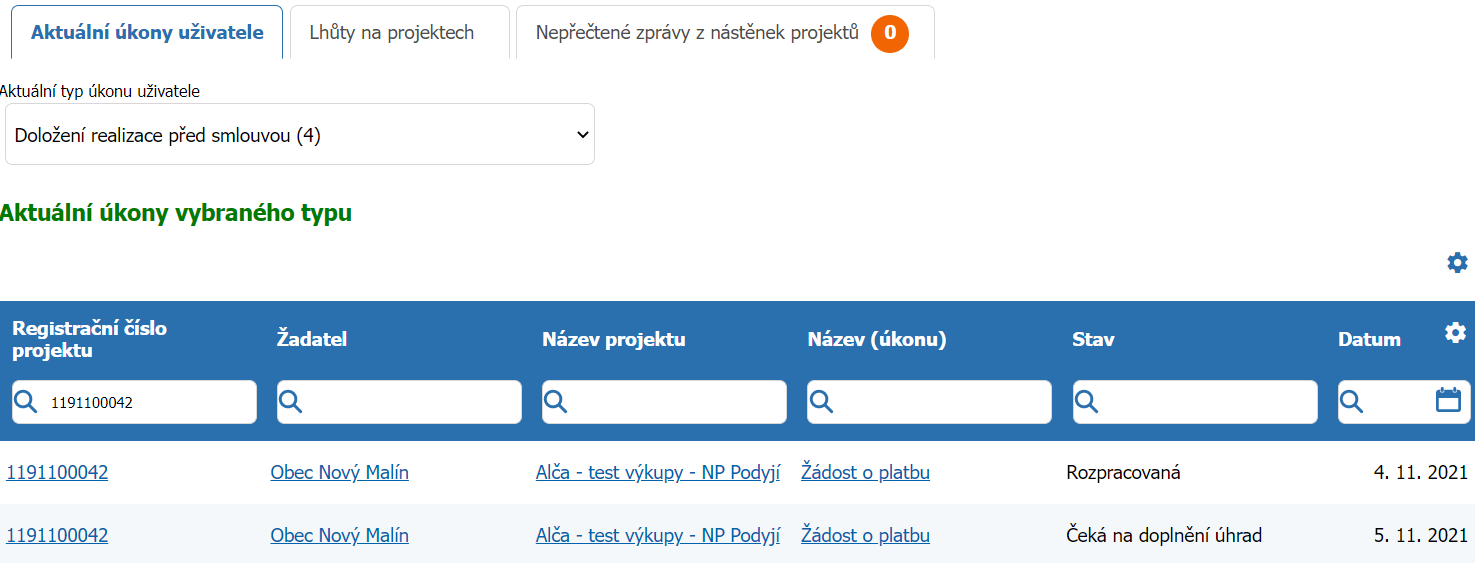 Aktuální úkony uživatele
Lhůty na projektech
Nepřečtené zprávy z nástěnek projektů 0
Aktuální typ úkonu uživatele
Doložení realizace před smlouvou (4)
Aktuální úkony vybraného typu
Registrační číslo projektu Žadatel Název projektu Název (úkonu) Stav Datum
1191100042
1191100042 Obec Nový Malín Alča - test výkupy - NP Podyjí Žádost o platbu Rozpracovaná 4. 11. 2021
1191100042 Obec Nový Malín Alča - test výkupy - NP Podyjí Žádost o platbu Čeká na doplnění úhrad 5. 11. 2021